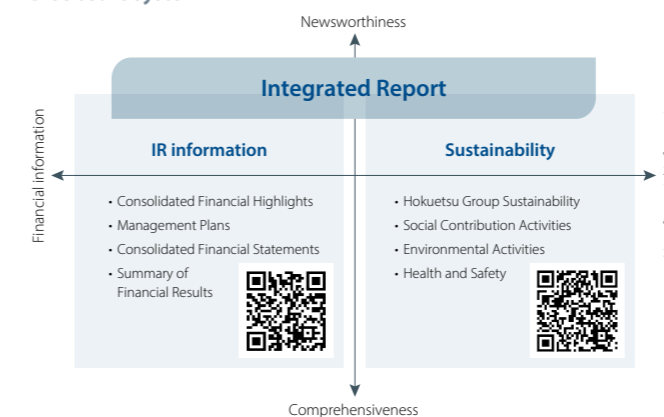 Newsworthiness
Integrated Report
Financial information
IR information
• Consolidated Financial Highlights
• Management Plans
• Consolidated Financial Statements
• Summary of
Financial Results
Sustainability
• Hokuetsu Group Sustainability
• Social Contribution Activities
• Environmental Activities
• Health and Safety
Comprehensiveness